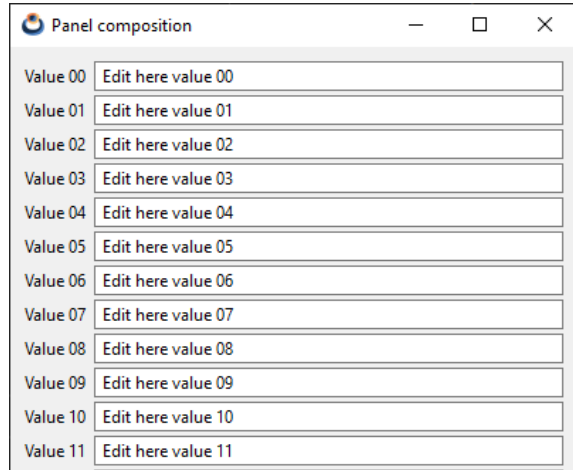 Panel composition
Value 00 Edit here value 00
Value 01 Edit here value 01
Value 02 Edit here value 02
Value 03 Edit here value 03
Value 04 Edit here value 04
Value 05 Edit here value 05
Value 06 Edit here value 06
Value 07 Edit here value 07
Value 08 Edit here value 08
Value 09 Edit here value 09
Value 10 Edit here value 10
Value 11 Edit here value 11